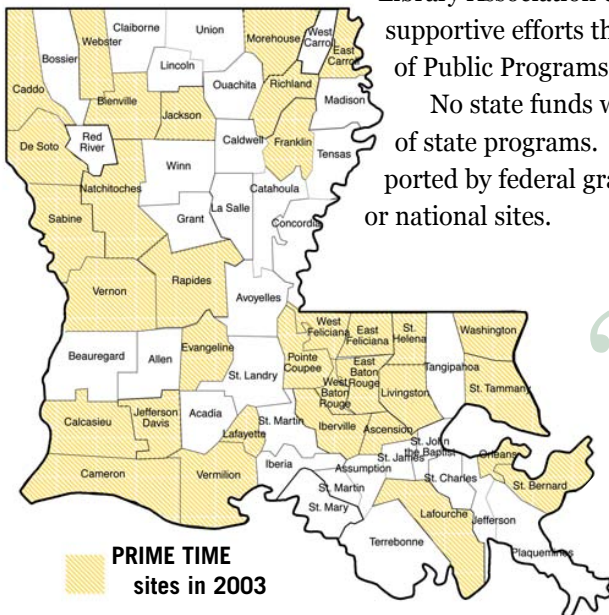 Library Association
supportive efforts th
of Public Programs
No state funds w
of state programs.
ported by federal gra
or national sites.
“
Claiborne
Union
Morehouse
West
Carroll
East
Carroll
Webster
Bossier
Lincoln
Caddo
Ouachita
Richland
Bienville
Jackson
Madison
De Soto
Red
River
Caldwell
Franklin
Tensas
Winn
Natchitoches
Catahoula
Sabine
Grant
La Salle
Concordia
Rapides
Vernon
Avoyelles
West
Feliciana
East
Feliciana
St.
Helena
Washington
Beauregard
Allen
Evangeline
Pointe
Coupee
East
Baton
Rouge
Tangipahoa
St. Landry
West
Baton
Rouge
Livingston
St. Tammany
Calcasieu
Jefferson
Davis
Acadia
St. Martin
Iberville
Ascension
Lafayette
St. John
the Baptist
Orleans
Cameron
Vermilion
Iberia
Assumption
St. James
St. Charles
St. Bernard
St. Martin
St. Mary
Lafourche
Jefferson
Terrebonne
Plaquemines
PRIME TIME
sites in 2003